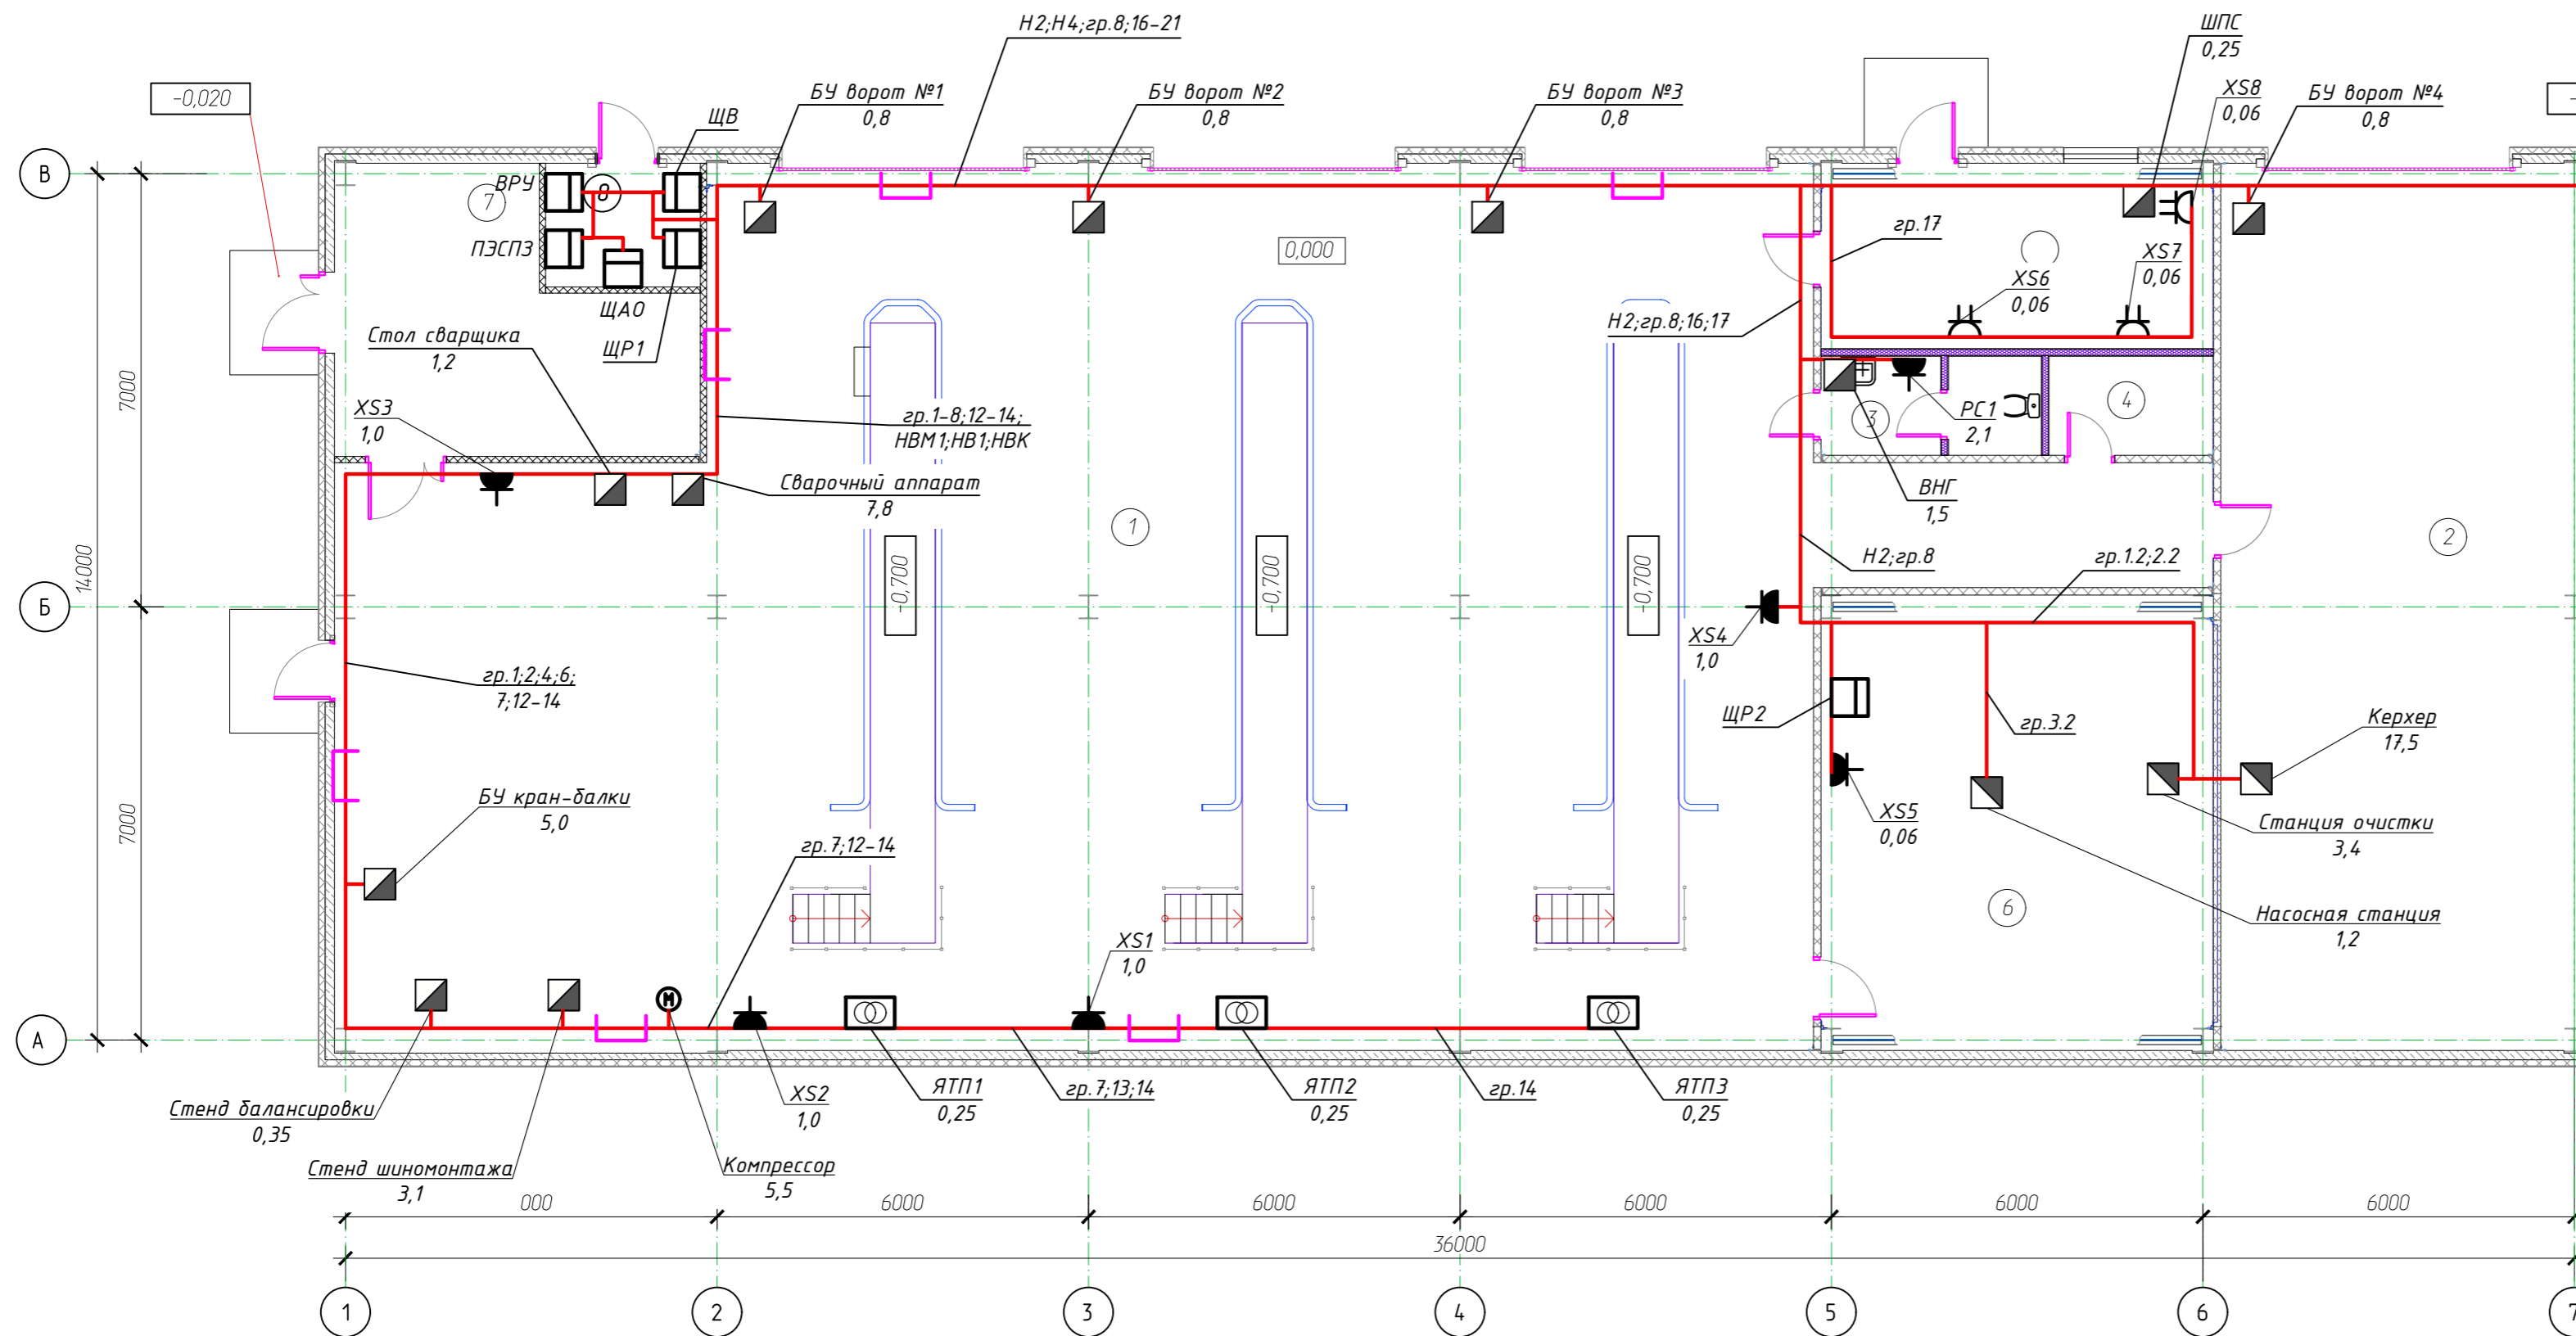 Н2;Н4;гр.8;16-21
ШПС
0,25
-0,020
БУ ворот №1
0,8
БУ ворот №2
0,8
БУ ворот №3
0,8
XS8
0,06
БУ ворот №4
0,8
ЩВ
В
ВРУ
8
7
ПЭСПЗ
ЩАО
ЩР1
0,000
гр.17
XS7
0,06
XS6
0,06
Н2;гр.8;16;17
Стол сварщика
1,2
XS3
1,0
гр.1-8;12-14;
НВМ1;НВ1;НВК
Сварочный аппарат
7,8
3
РС1
2,1
4
ВНГ
1,5
1
2
7000
14000
7000
-0,700
-0,700
-0,700
Н2;гр.8
гр.1.2;2.2
Б
XS4
1,0
гр.1;2;4;6;
7;12-14
ЩР2
гр.3.2
Керхер
17,5
БУ кран-балки
5,0
XS5
0,06
Станция очистки
3,4
гр.7;12-14
6
Насосная станция
1,2
XS1
1,0
М
А
Стенд балансировки
0,35
XS2
1,0
ЯТП1
0,25
гр.7;13;14
ЯТП2
0,25
гр.14
ЯТП3
0,25
Стенд шиномонтажа
3,1
Компрессор
5,5
000
6000
6000
6000
6000
6000
36000
1
2
3
4
5
6
7